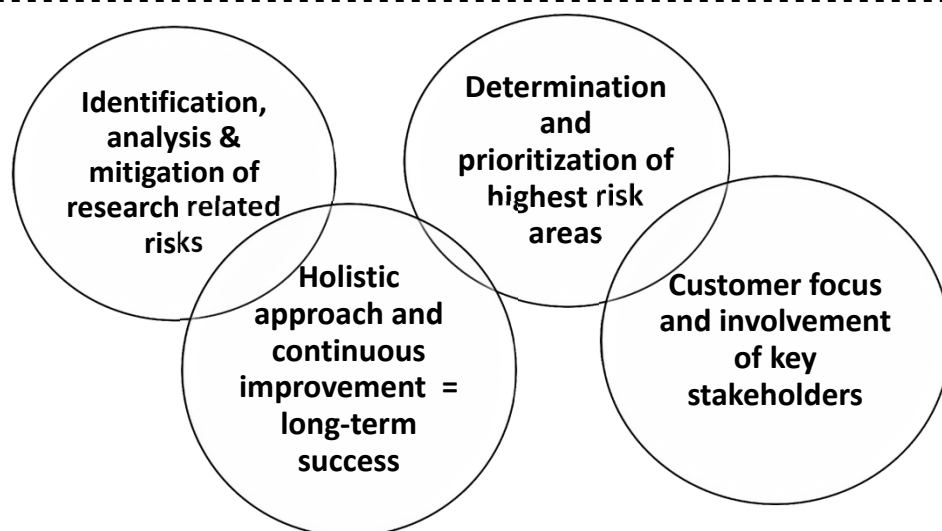 Identification,
analysis &
mitigation of
research related
risks
Determination
and
prioritization of
highest risk
areas
Holistic
approach and
continuous
improvement =
long-term
success
Customer focus
and involvement
of key
stakeholders